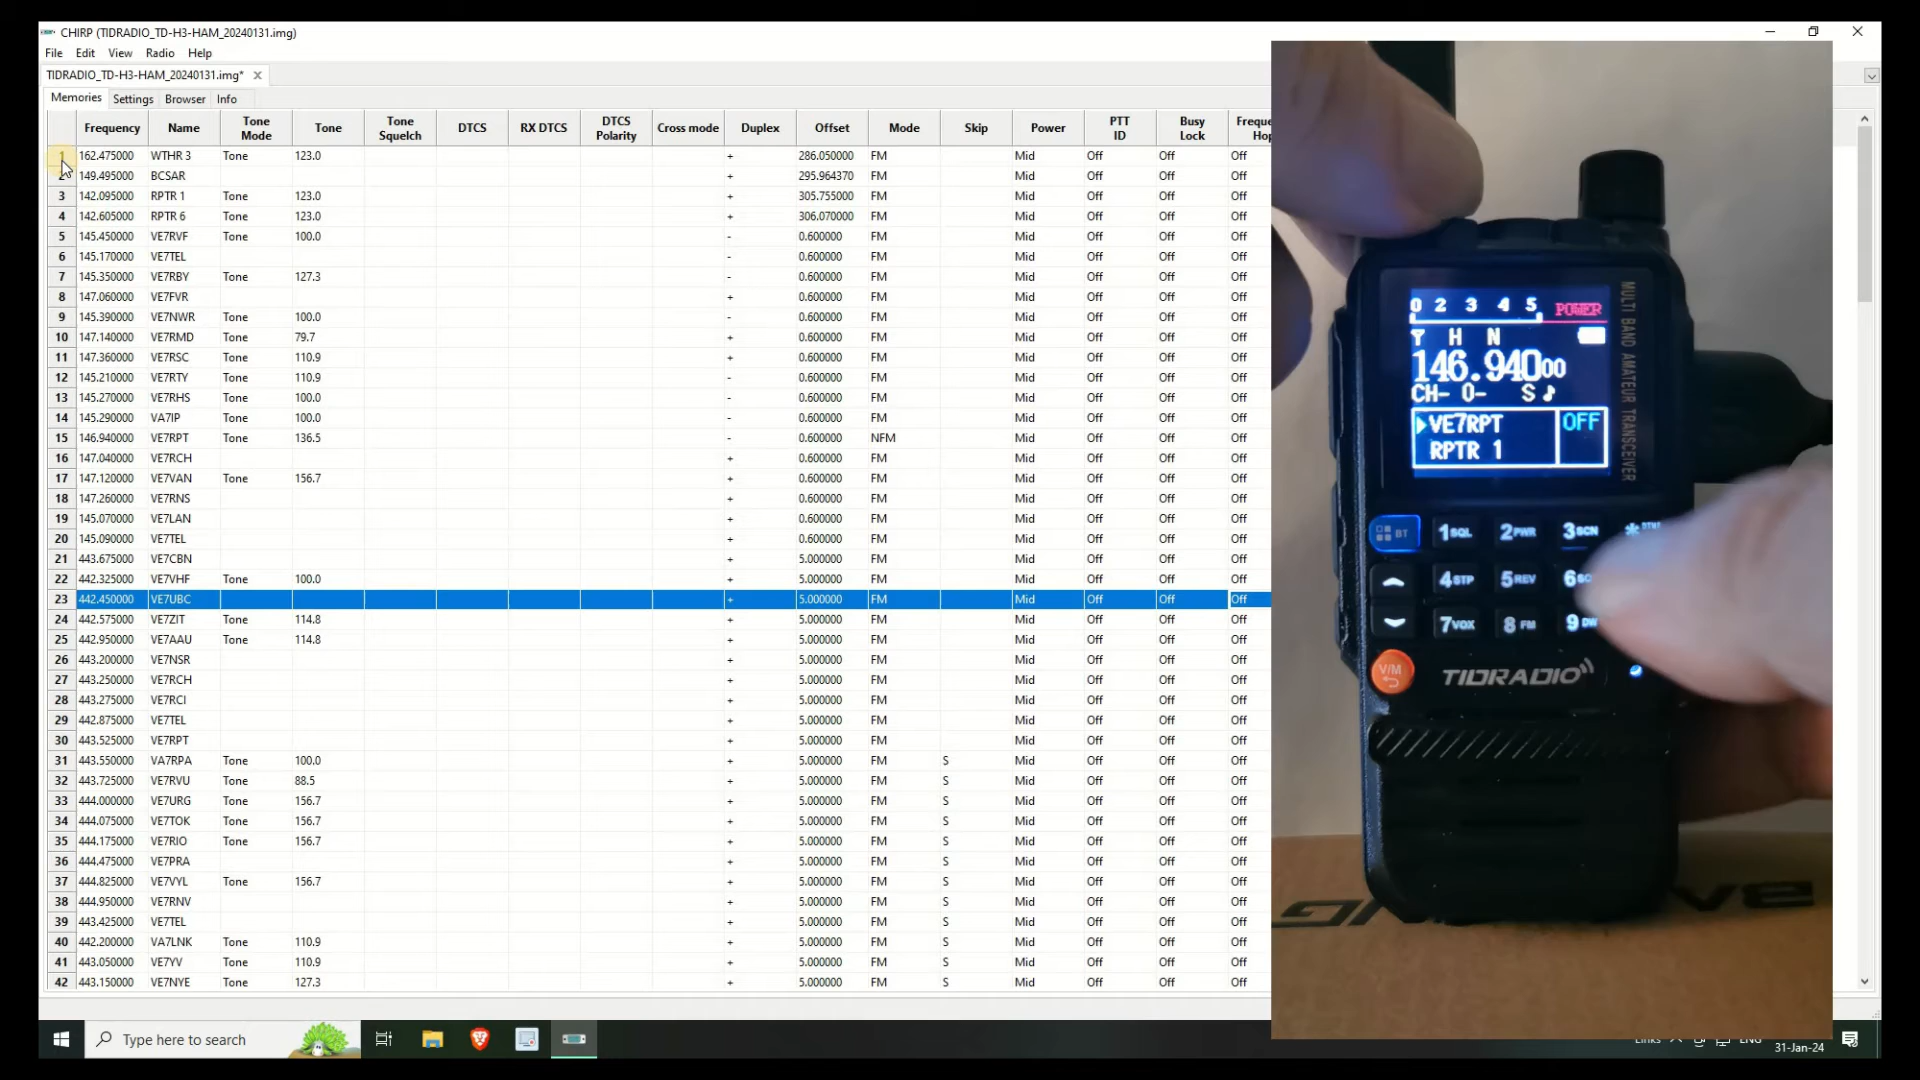 CHIRP (TIDRADIO_TD-H3-HAM_20240131.img)
File Edit View Radio Help
TIDRADIO_TD-H3-HAM_20240131.img*
Memories Settings Browser Info
Frequency Name Tone Mode Tone Tone Squelch DTCS RX DTCS DTCS Polarity Cross mode Duplex Offset Mode Skip Power PTT ID Busy Lock Freque Hop
1 162.475000 WTHR 3 Tone 123.0 + 286.050000 FM Mid Off Off Off
2 149.495000 BCSAR + 295.964370 FM Mid Off Off Off
3 142.095000 RPTR 1 Tone 123.0 + 305.755000 FM Mid Off Off Off
4 142.605000 RPTR 6 Tone 123.0 + 306.070000 FM Mid Off Off Off
5 145.450000 VE7RVF Tone 100.0 - 0.600000 FM Mid Off Off Off
6 145.170000 VE7TEL - 0.600000 FM Mid Off Off Off
7 145.350000 VE7RBY Tone 127.3 - 0.600000 FM Mid Off Off Off
8 147.060000 VE7FVR + 0.600000 FM Mid Off Off Off
9 145.390000 VE7NWR Tone 100.0 - 0.600000 FM Mid Off Off Off
10 147.140000 VE7RMD Tone 79.7 + 0.600000 FM Mid Off Off Off
11 147.360000 VE7RSC Tone 110.9 + 0.600000 FM Mid Off Off Off
12 145.210000 VE7RTY Tone 110.9 - 0.600000 FM Mid Off Off Off
13 145.270000 VE7RHS Tone 100.0 - 0.600000 FM Mid Off Off Off
14 145.290000 VA7IP Tone 100.0 - 0.600000 FM Mid Off Off Off
15 146.940000 VE7RPT Tone 136.5 - 0.600000 NFM Mid Off Off Off
16 147.040000 VE7RCH + 0.600000 FM Mid Off Off Off
17 147.120000 VE7VAN Tone 156.7 + 0.600000 FM Mid Off Off Off
18 147.260000 VE7RNS + 0.600000 FM Mid Off Off Off
19 145.070000 VE7LAN + 0.600000 FM Mid Off Off Off
20 145.090000 VE7TEL + 0.600000 FM Mid Off Off Off
21 443.675000 VE7CBN + 5.000000 FM Mid Off Off Off
22 442.325000 VE7VHF Tone 100.0 + 5.000000 FM Mid Off Off Off
23 442.450000 VE7UBC + 5.000000 FM Mid Off Off Off
24 442.575000 VE7ZIT Tone 114.8 + 5.000000 FM Mid Off Off Off
25 442.950000 VE7AAU Tone 114.8 + 5.000000 FM Mid Off Off Off
26 443.200000 VE7NSR + 5.000000 FM Mid Off Off Off
27 443.250000 VE7RCH + 5.000000 FM Mid Off Off Off
28 443.275000 VE7RCI + 5.000000 FM Mid Off Off Off
29 442.875000 VE7TEL + 5.000000 FM Mid Off Off Off
30 443.525000 VE7RPT + 5.000000 FM Mid Off Off Off
31 443.550000 VA7RPA Tone 100.0 + 5.000000 FM S Mid Off Off Off
32 443.725000 VE7RVU Tone 88.5 + 5.000000 FM S Mid Off Off Off
33 444.000000 VE7URG Tone 156.7 + 5.000000 FM S Mid Off Off Off
34 444.075000 VE7TOK Tone 156.7 + 5.000000 FM S Mid Off Off Off
35 444.175000 VE7RIO Tone 156.7 + 5.000000 FM S Mid Off Off Off
36 444.475000 VE7PRA + 5.000000 FM S Mid Off Off Off
37 444.825000 VE7VYL Tone 156.7 + 5.000000 FM S Mid Off Off Off
38 444.950000 VE7RNV + 5.000000 FM S Mid Off Off Off
39 443.425000 VE7TEL + 5.000000 FM S Mid Off Off Off
40 442.200000 VA7LNK Tone 110.9 + 5.000000 FM S Mid Off Off Off
41 443.050000 VE7YV Tone 110.9 + 5.000000 FM S Mid Off Off Off
42 443.150000 VE7NYE Tone 127.3 + 5.000000 FM S Mid Off Off Off
Type here to search
31-Jan-24
0 2 3 4 5 POWER
H N
146.94000
CH- 0- S
VE7RPT OFF
RPTR 1
MULTI BAND AMATEUR TRANSCEIVER
BT 1SQL 2PWR 3SCN
4STP 5REV
7VOX 8FM
V/M TIDRADIO